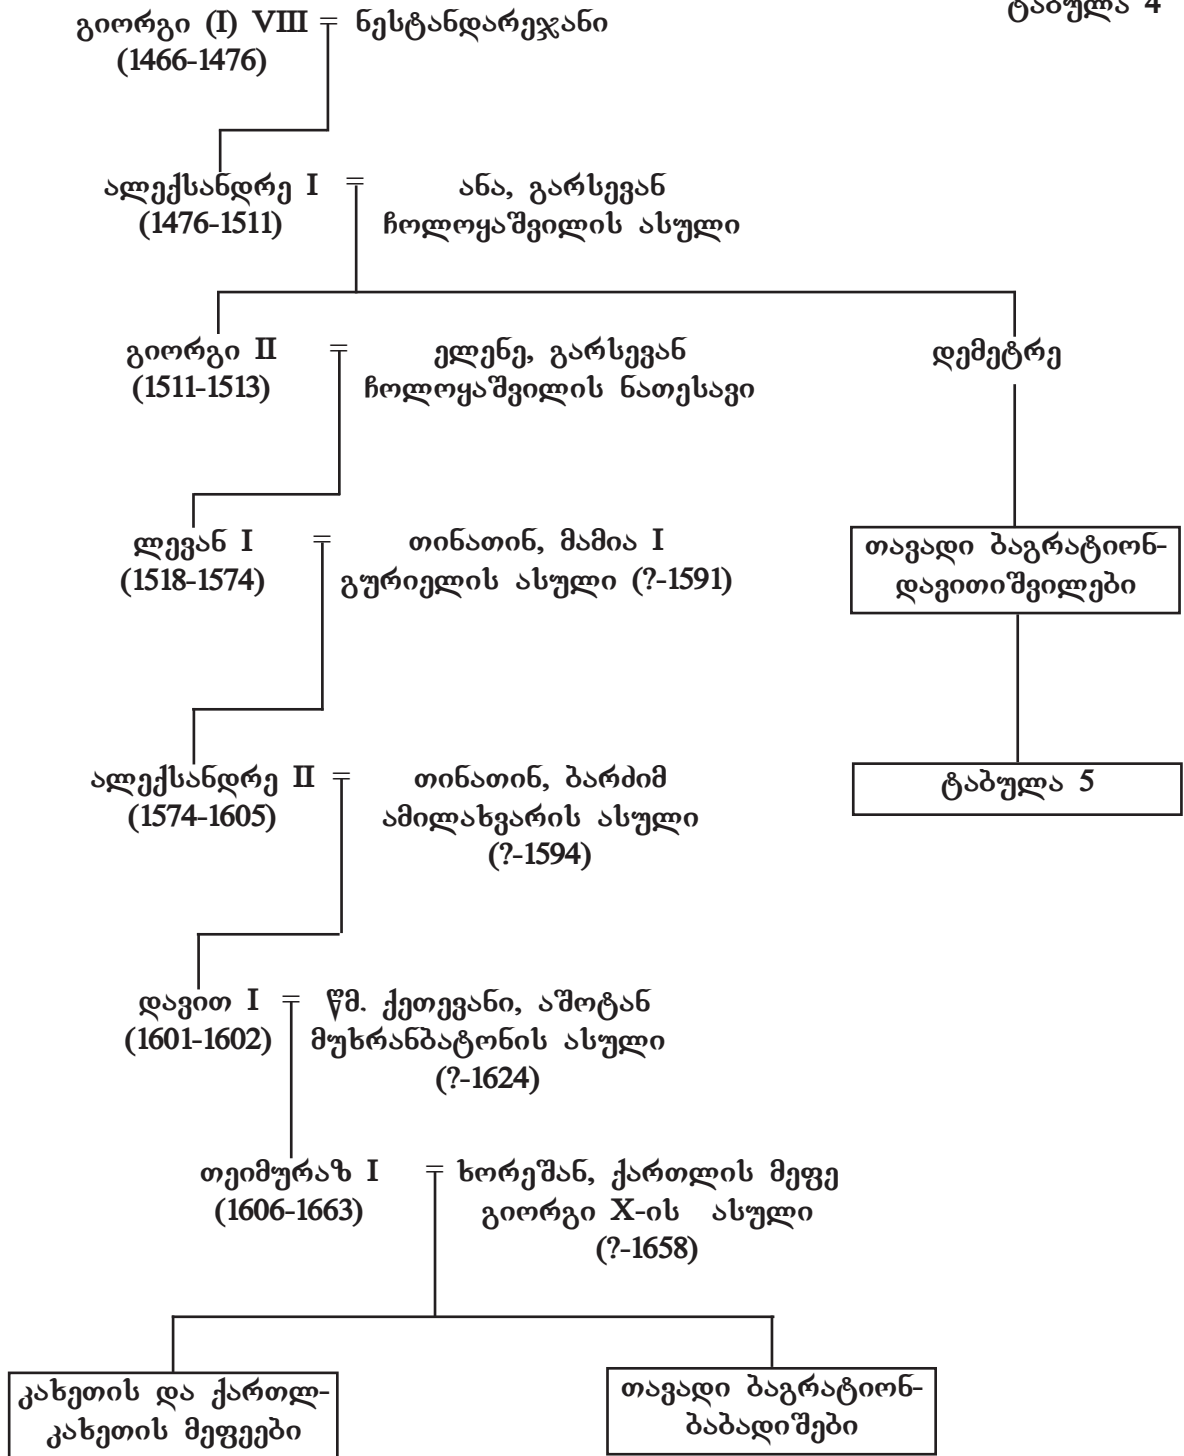 ტაბულა 4
გიორგი (I) VIII = ნესტანდარეჯანი
(1466-1476)
ალექსანდრე I =
(1476-1511)
ანა, გარსევან
ჩოლოყაშვილის ასული
გიორგი II =
(1511-1513)
ელენე, გარსევან
ჩოლოყაშვილის ნათესავი
დემეტრე
ლევან I =
(1518-1574)
თინათინ, მამია I
გურიელის ასული (?-1591)
თავადი ბაგრატიონ-
დავითიშვილები
ალექსანდრე II =
(1574-1605)
თინათინ, ბარძიმ
ამილახვარის ასული
(?-1594)
ტაბულა 5
დავით I =
(1601-1602)
წმ. ქეთევანი, აშოტან
მუხრანბატონის ასული
(?-1624)
თეიმურაზ I =
(1606-1663)
ხორეშან, ქართლის მეფე
გიორგი X-ის ასული
(?-1658)
კახეთის და ქართლ-
კახეთის მეფეები
თავადი ბაგრატიონ-
ბაბადიშები